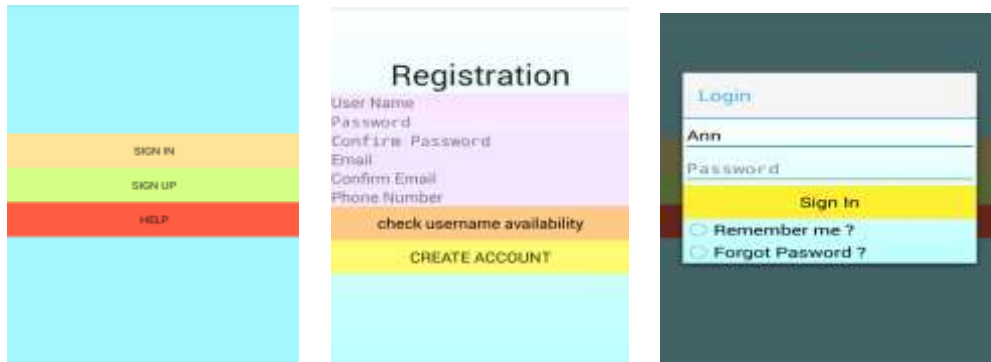 SIGN IN
SIGN UP
HELP
Registration
User Name
Password
Confirm Password
Email
Confirm Email
Phone Number
check username availability
CREATE ACCOUNT
Login
Ann
Password
Sign In
Remember me ?
Forgot Pasword ?